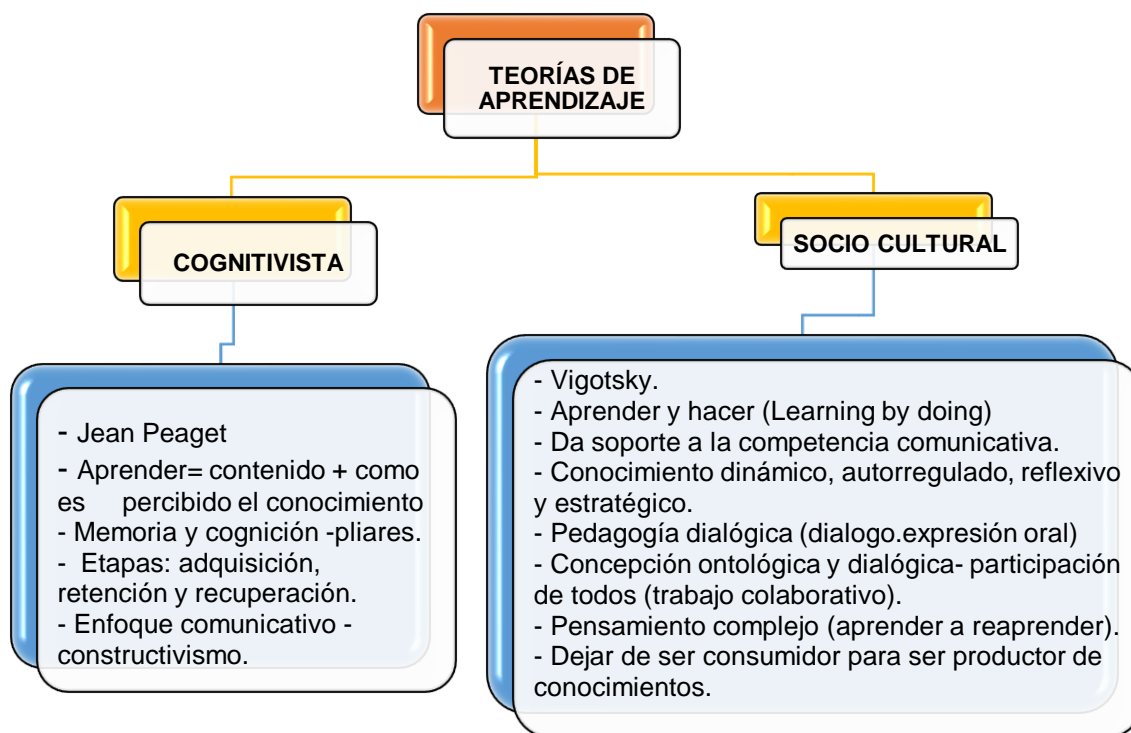 TEORÍAS DE
APRENDIZAJE
COGNITIVISTA
SOCIO CULTURAL
- Jean Peaget
- Aprender= contenido + como
es percibido el conocimiento
- Memoria y cognición -pliares.
- Etapas: adquisición,
retención y recuperación.
- Enfoque comunicativo -
constructivismo.
- Vigotsky.
- Aprender y hacer (Learning by doing)
- Da soporte a la competencia comunicativa.
- Conocimiento dinámico, autorregulado, reflexivo
y estratégico.
- Pedagogía dialógica (dialogo.expresión oral)
- Concepción ontológica y dialógica- participación
de todos (trabajo colaborativo).
- Pensamiento complejo (aprender a reaprender).
- Dejar de ser consumidor para ser productor de
conocimientos.